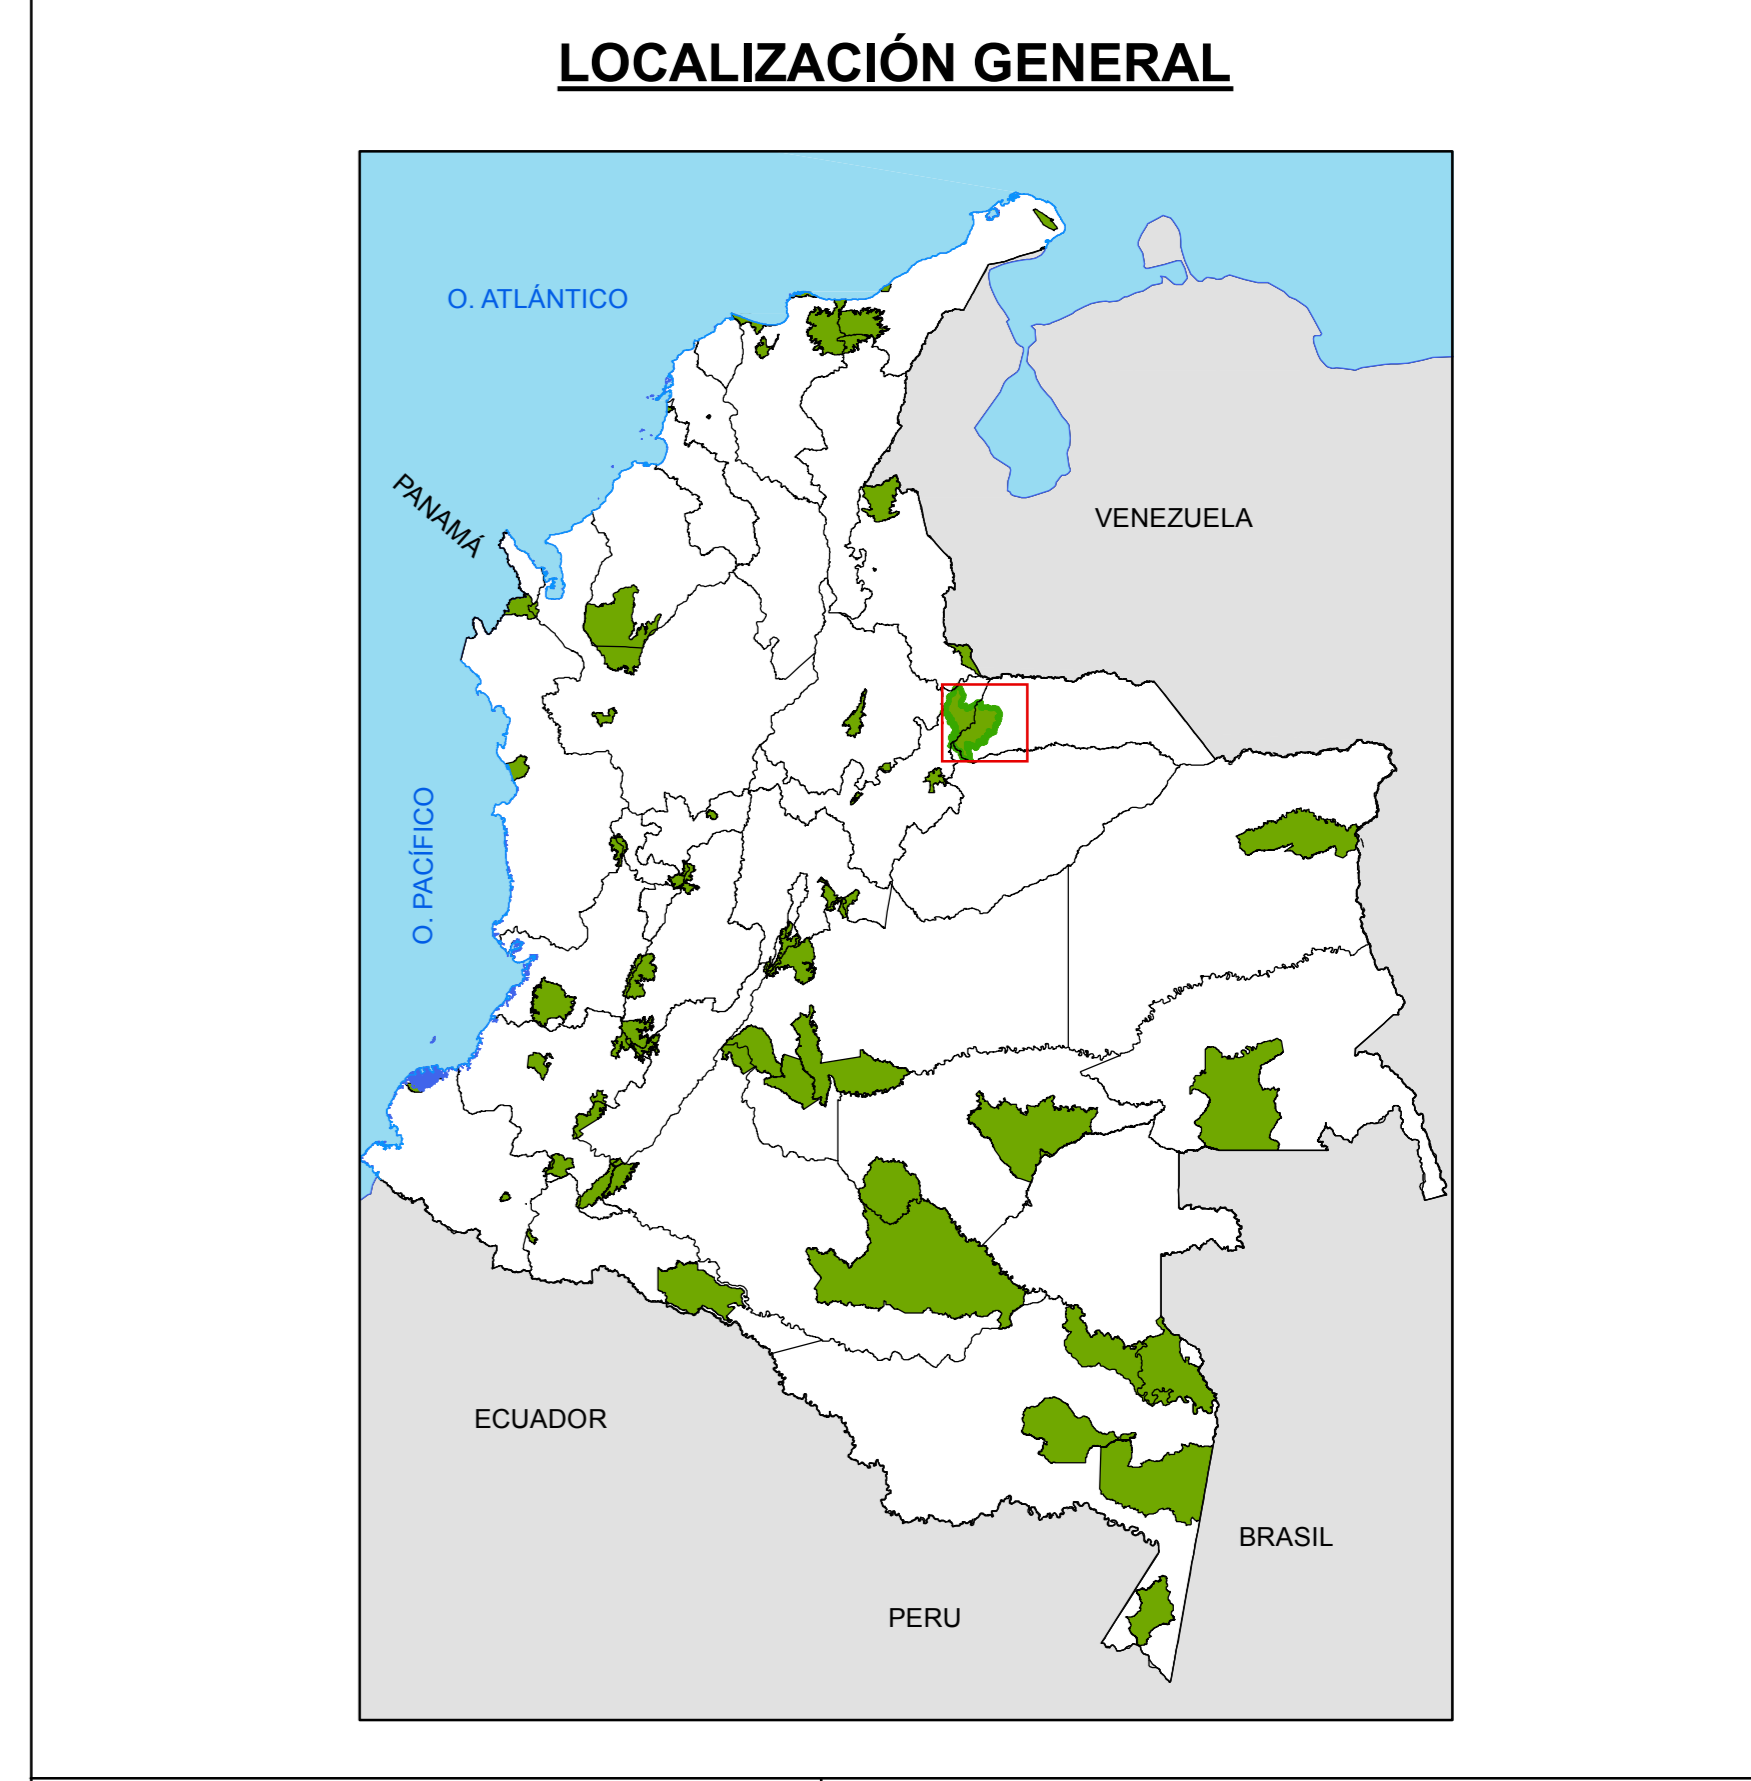 LOCALIZACIÓN GENERAL
O. ATLÁNTICO
PANAMÁ
VENEZUELA
O. PACÍFICO
ECUADOR
BRASIL
PERU